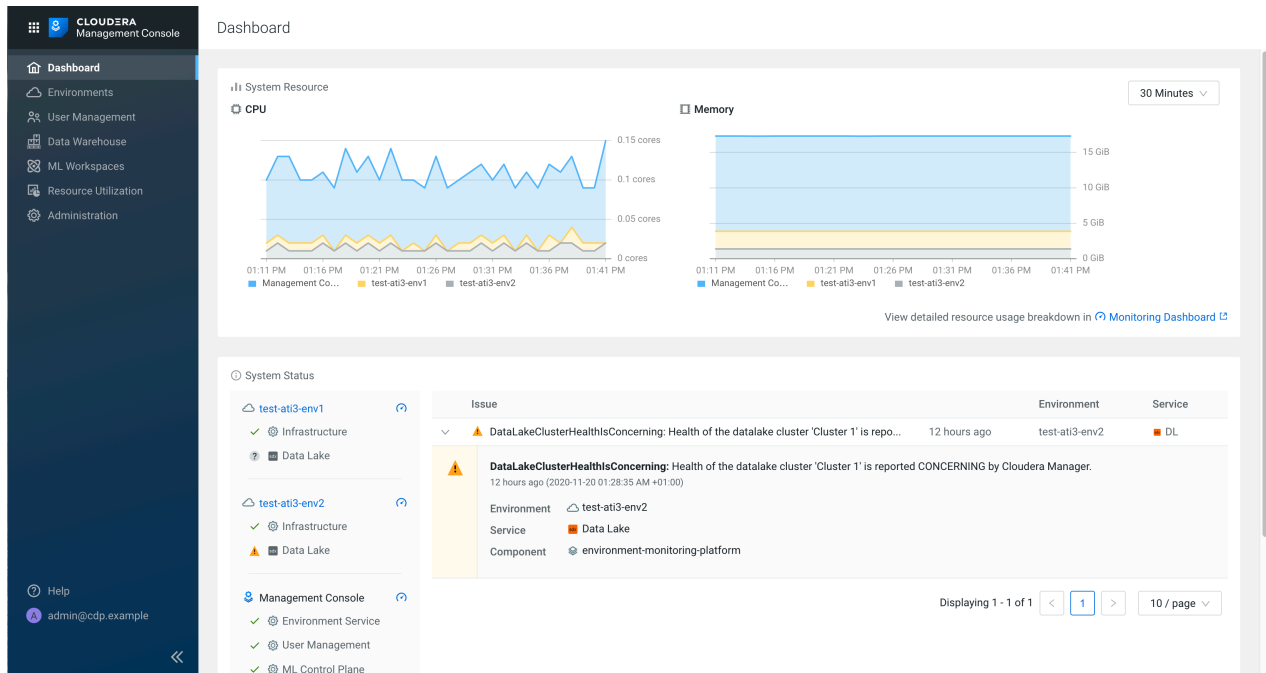 CLOUDERA
Management Console
Dashboard
Environments
User Management
Data Warehouse
ML Workspaces
Resource Utilization
Administration
Help
A admin@cdp.example
Dashboard
System Resource
30 Minutes
CPU
0.15 cores
0.1 cores
0.05 cores
0 cores
01:11 PM 01:16 PM 01:21 PM 01:26 PM 01:31 PM 01:36 PM 01:41 PM
Management Co... test-ati3-env1 test-ati3-env2
Memory
15 GiB
10 GiB
5 GiB
0 GiB
01:11 PM 01:16 PM 01:21 PM 01:26 PM 01:31 PM 01:36 PM 01:41 PM
Management Co... test-ati3-env1 test-ati3-env2
View detailed resource usage breakdown in Monitoring Dashboard
System Status
test-ati3-env1
Infrastructure
? Data Lake
test-ati3-env2
Infrastructure
Data Lake
Management Console
Environment Service
User Management
ML Control Plane
Issue Environment Service
DataLakeClusterHealthIsConcerning: Health of the datalake cluster 'Cluster 1' is repo... 12 hours ago test-ati3-env2 DL
DataLakeClusterHealthIsConcerning: Health of the datalake cluster 'Cluster 1' is reported CONCERNING by Cloudera Manager.
12 hours ago (2020-11-20 01:28:35 AM +01:00)
Environment test-ati3-env2
Service Data Lake
Component environment-monitoring-platform
Displaying 1 - 1 of 1 < 1 > 10 / page